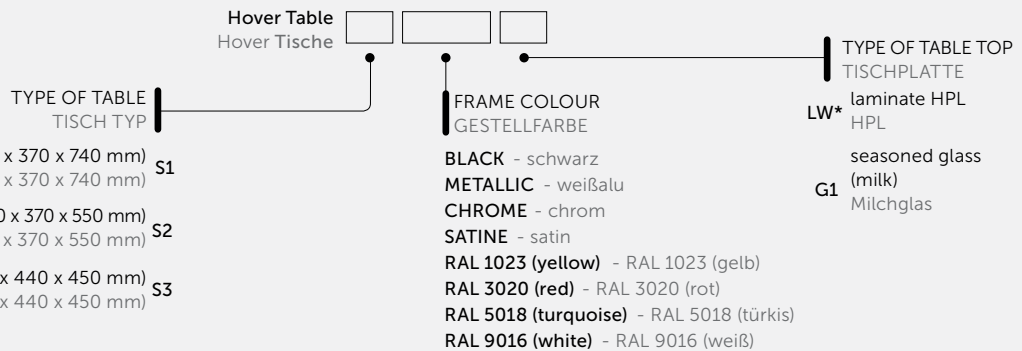 Hover Table
Hover Tische
TYPE OF TABLE
TISCH TYP
x 370 x 740 mm) S1
x 370 x 740 mm)
0 x 370 x 550 mm) S2
x 370 x 550 mm)
x 440 x 450 mm) S3
x 440 x 450 mm)
FRAME COLOUR
GESTELLFARBE
BLACK - schwarz
METALLIC - weißalu
CHROME - chrom
SATINE - satin
RAL 1023 (yellow) - RAL 1023 (gelb)
RAL 3020 (red) - RAL 3020 (rot)
RAL 5018 (turquoise) - RAL 5018 (türkis)
RAL 9016 (white) - RAL 9016 (weiß)
TYPE OF TABLE TOP
TISCHPLATTE
LW* laminate HPL
HPL
seasoned glass
G1 (milk)
Milchglas